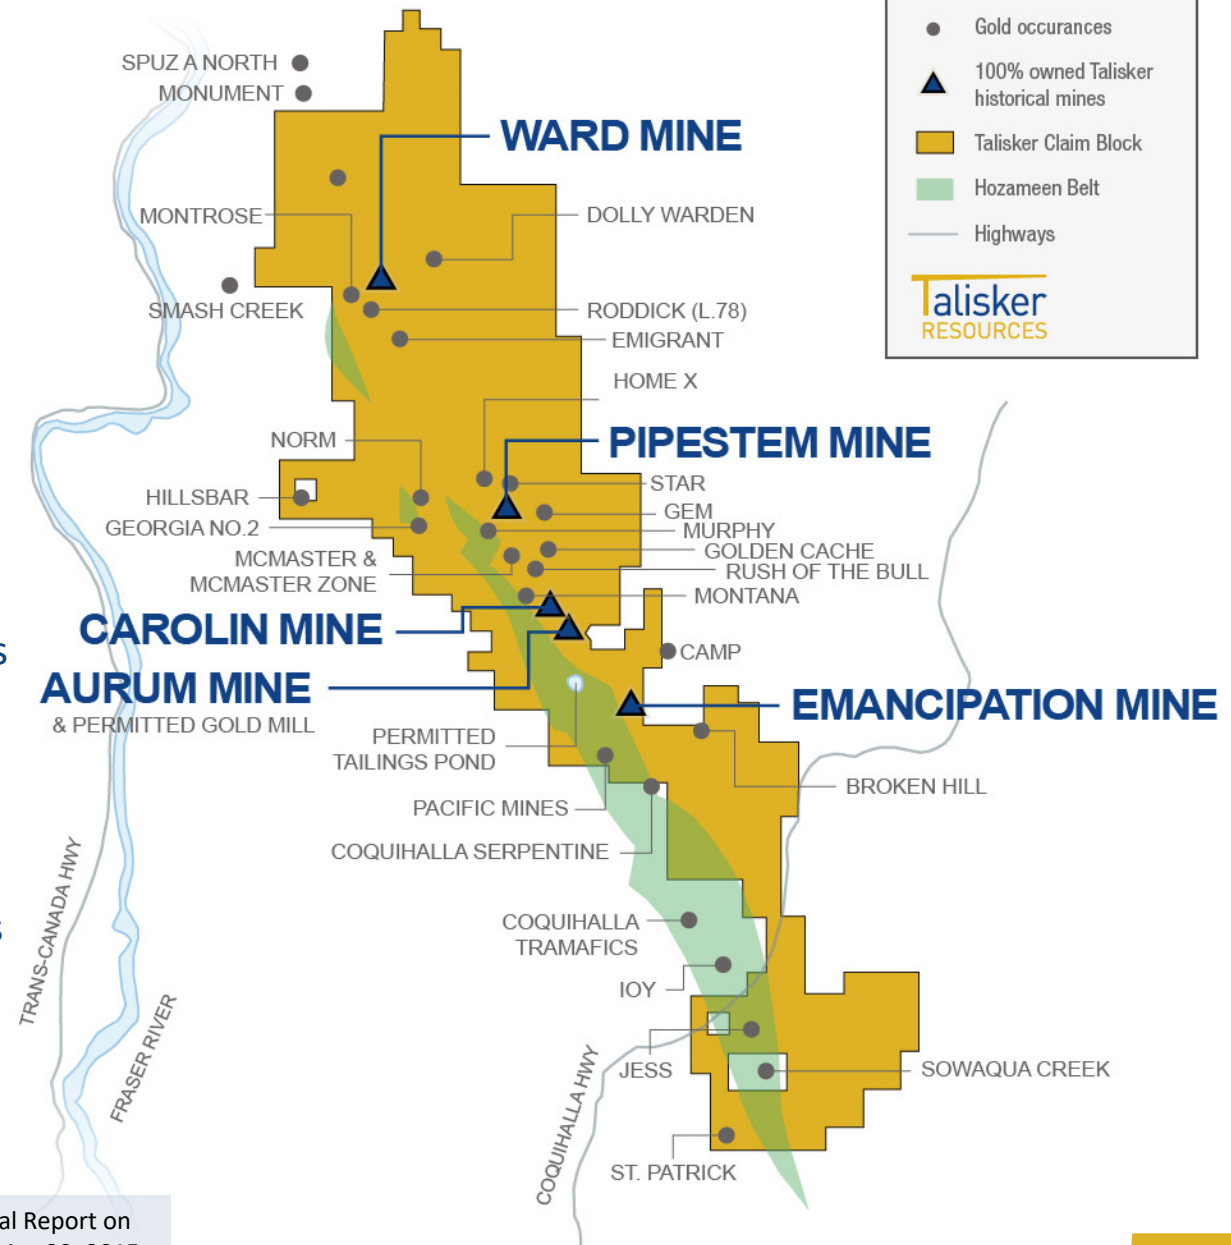 Gold occurances
100% owned Talisker
historical mines
Talisker Claim Block
Hozameen Belt
Highways
Talisker
RESOURCES
SPUZ A NORTH
MONUMENT
WARD MINE
MONTROSE
DOLLY WARDEN
SMASH CREEK
RODDICK (L.78)
EMIGRANT
HOME X
NORM
PIPESTEM MINE
STAR
HILLSBAR
GEM
GEORGIA NO.2
MURPHY
GOLDEN CACHE
MCMASTER &
MCMASTER ZONE
RUSH OF THE BULL
MONTANA
CAROLIN MINE
S
CAMP
AURUM MINE
& PERMITTED GOLD MILL
EMANCIPATION MINE
PERMITTED
TAILINGS POND
BROKEN HILL
PACIFIC MINES
COQUIHALLA SERPENTINE
TRANS-CANADA HWY
S
COQUIHALLA
TRAMAFICS
IOY
FRASER RIVER
JESS
SOWAQUA CREEK
COQUIHALLA HWY
ST. PATRICK
al Report on